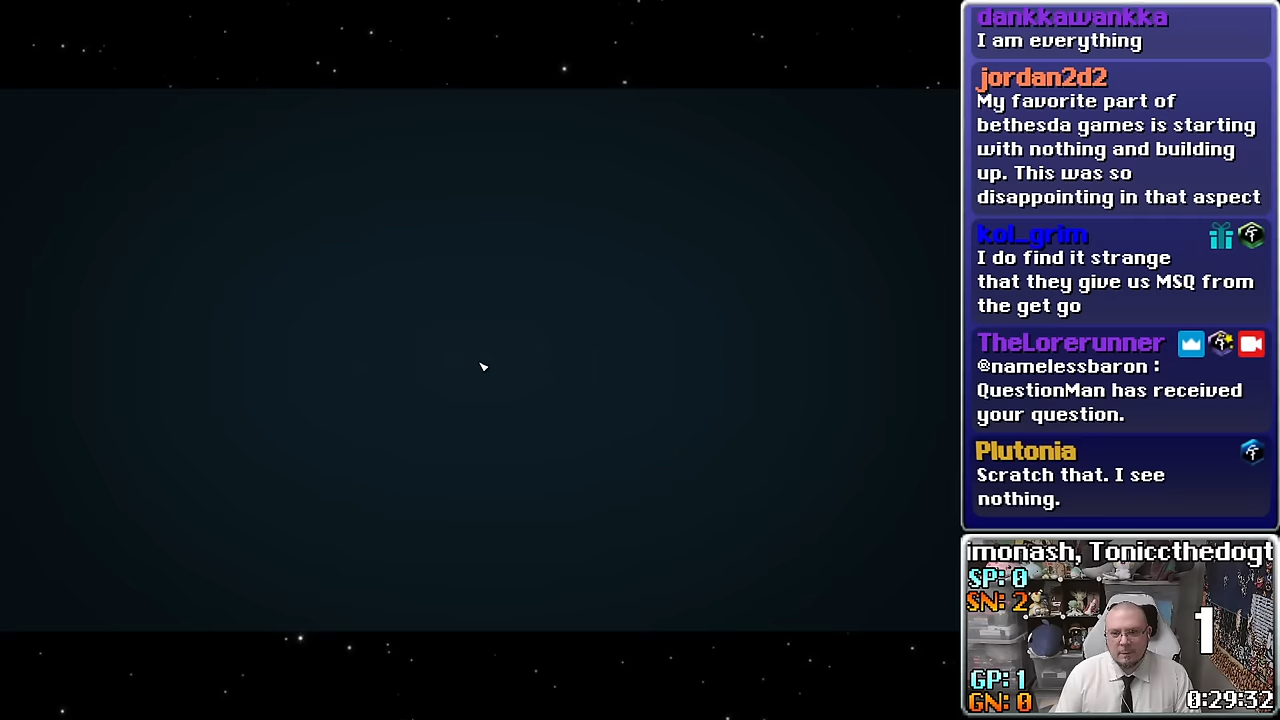 dankkawankka
I am everything
jordan2d2
My favorite part of
bethesda games is starting
with nothing and building
up. This was so
disappointing in that aspect
kol_grim
I do find it strange
that they give us MSQ from
the get go
TheLorerunner
@namelessbaron :
QuestionMan has received
your question.
Plutonia
Scratch that. I see
nothing.
imonash, Toniccthedogt
SP: 0
SN: 2
1
GP: 1
GN: 0
0:29:32